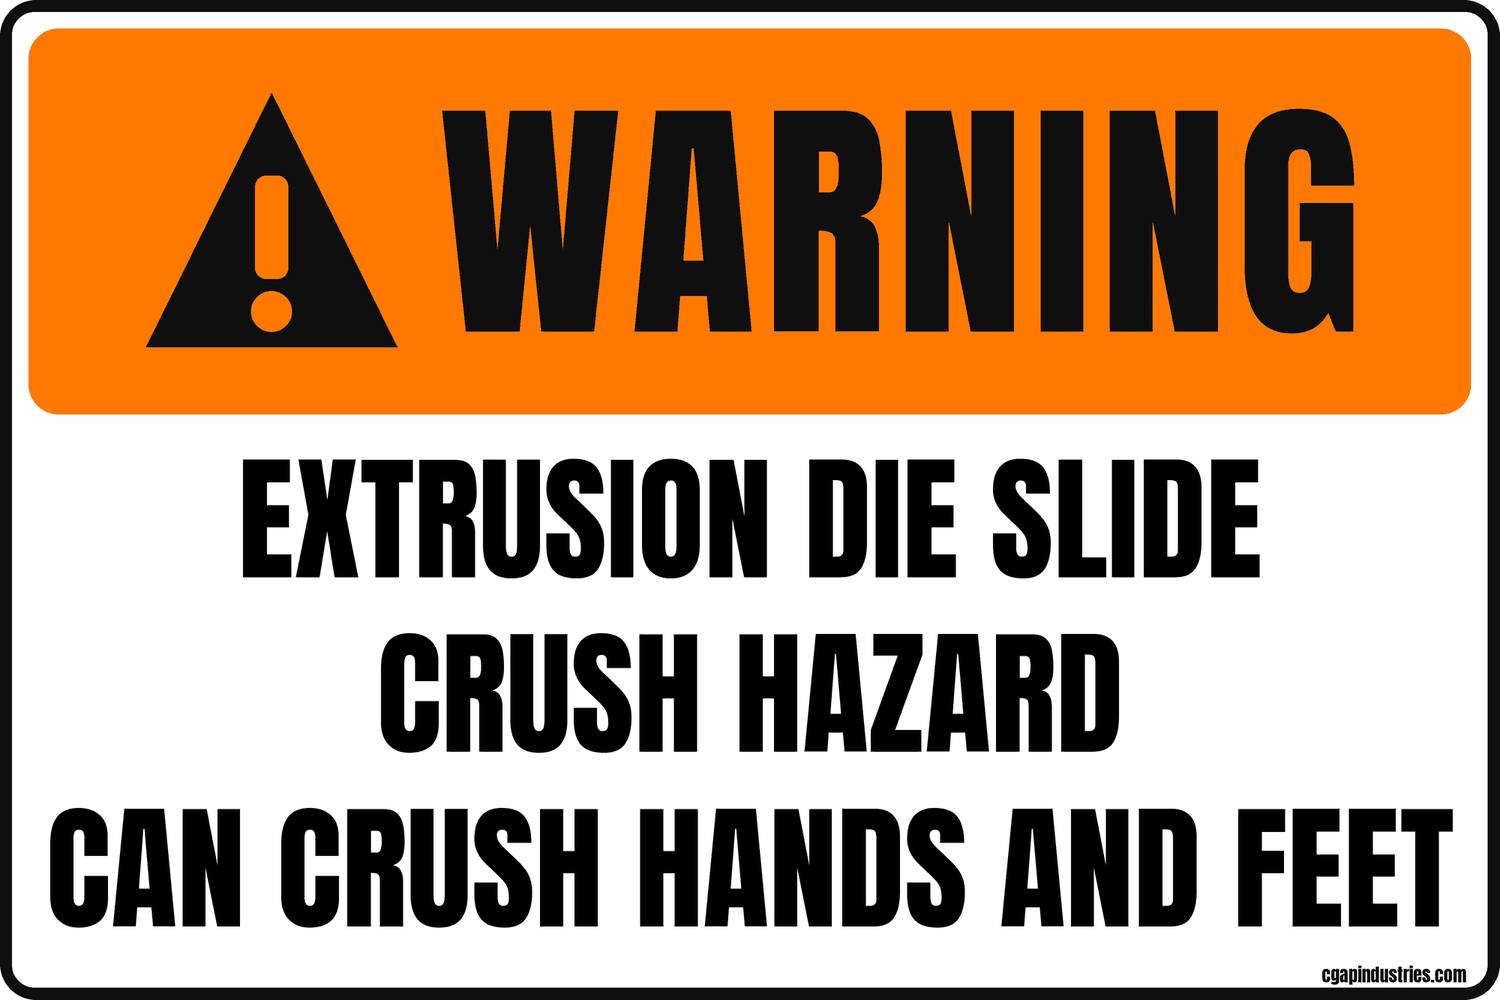 WARNING
EXTRUSION DIE SLIDE
CRUSH HAZARD
CAN CRUSH HANDS AND FEET
cgapindustries.com